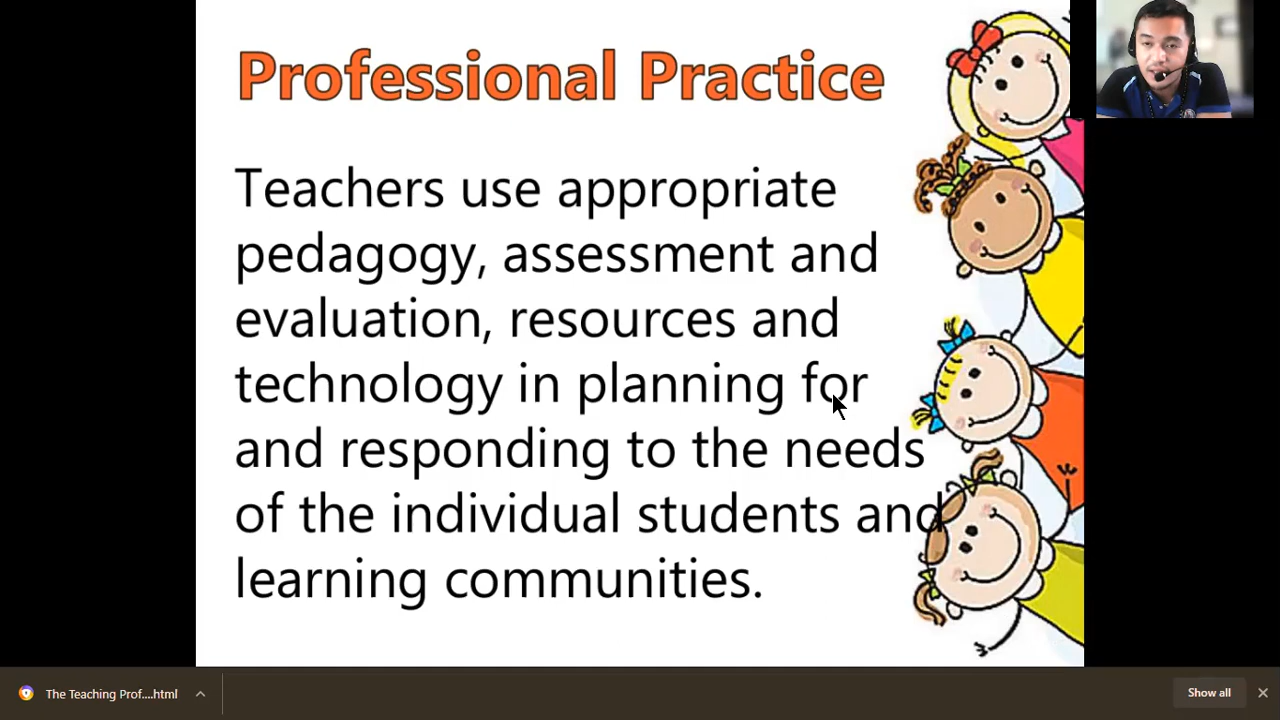 Professional Practice
Teachers use appropriate
pedagogy, assessment and
evaluation, resources and
technology in planning for
and responding to the needs
of the individual students and
learning communities.
The Teaching Prof....html
Show all